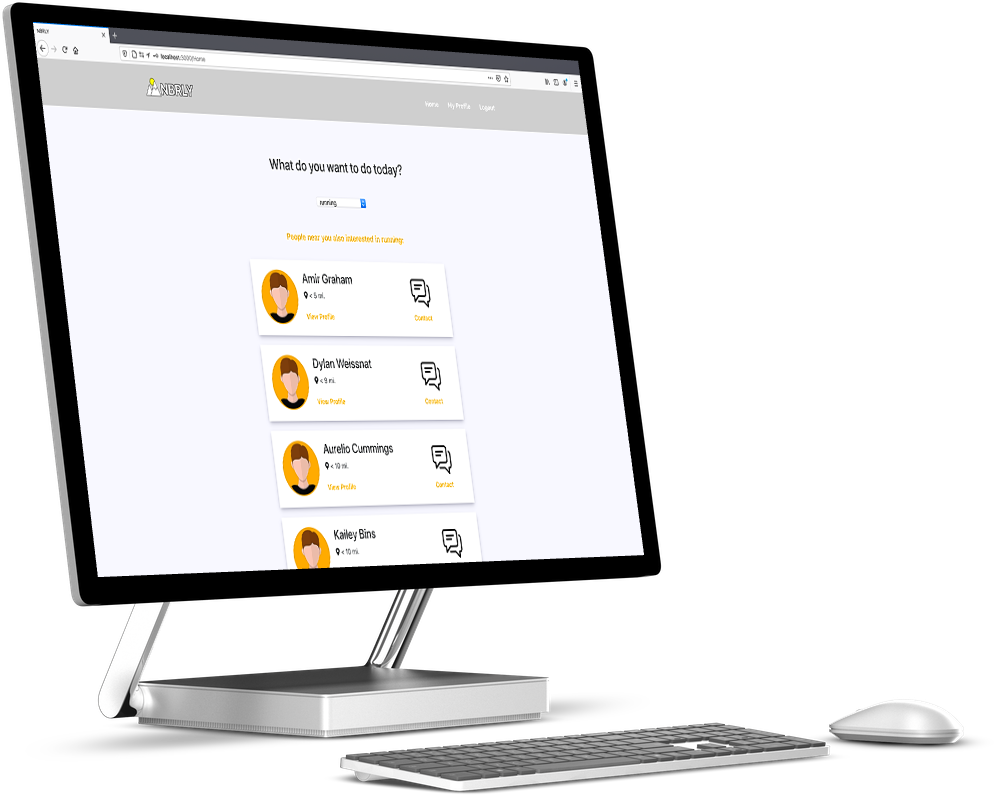 NBRLY
localhost:3000/home
NBRLY
Home My Profile Logout
What do you want to do today?
running
People near you also interested in running:
Amir Graham
< 5 mi.
View Profile
Contact
Dylan Weissnat
< 9 mi.
View Profile
Contact
Aurelio Cummings
< 10 mi.
View Profile
Contact
Kailey Bins
< 10 mi.